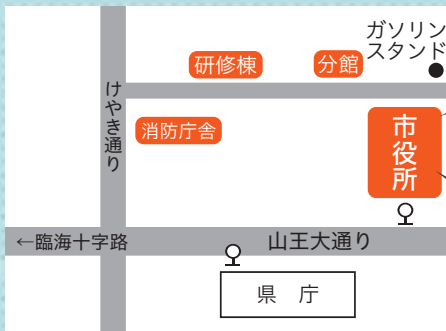 ガソリン
スタンド
研修棟
分館
けやき通り
消防庁舎
市役所
←臨海十字路
山王大通り
県 庁